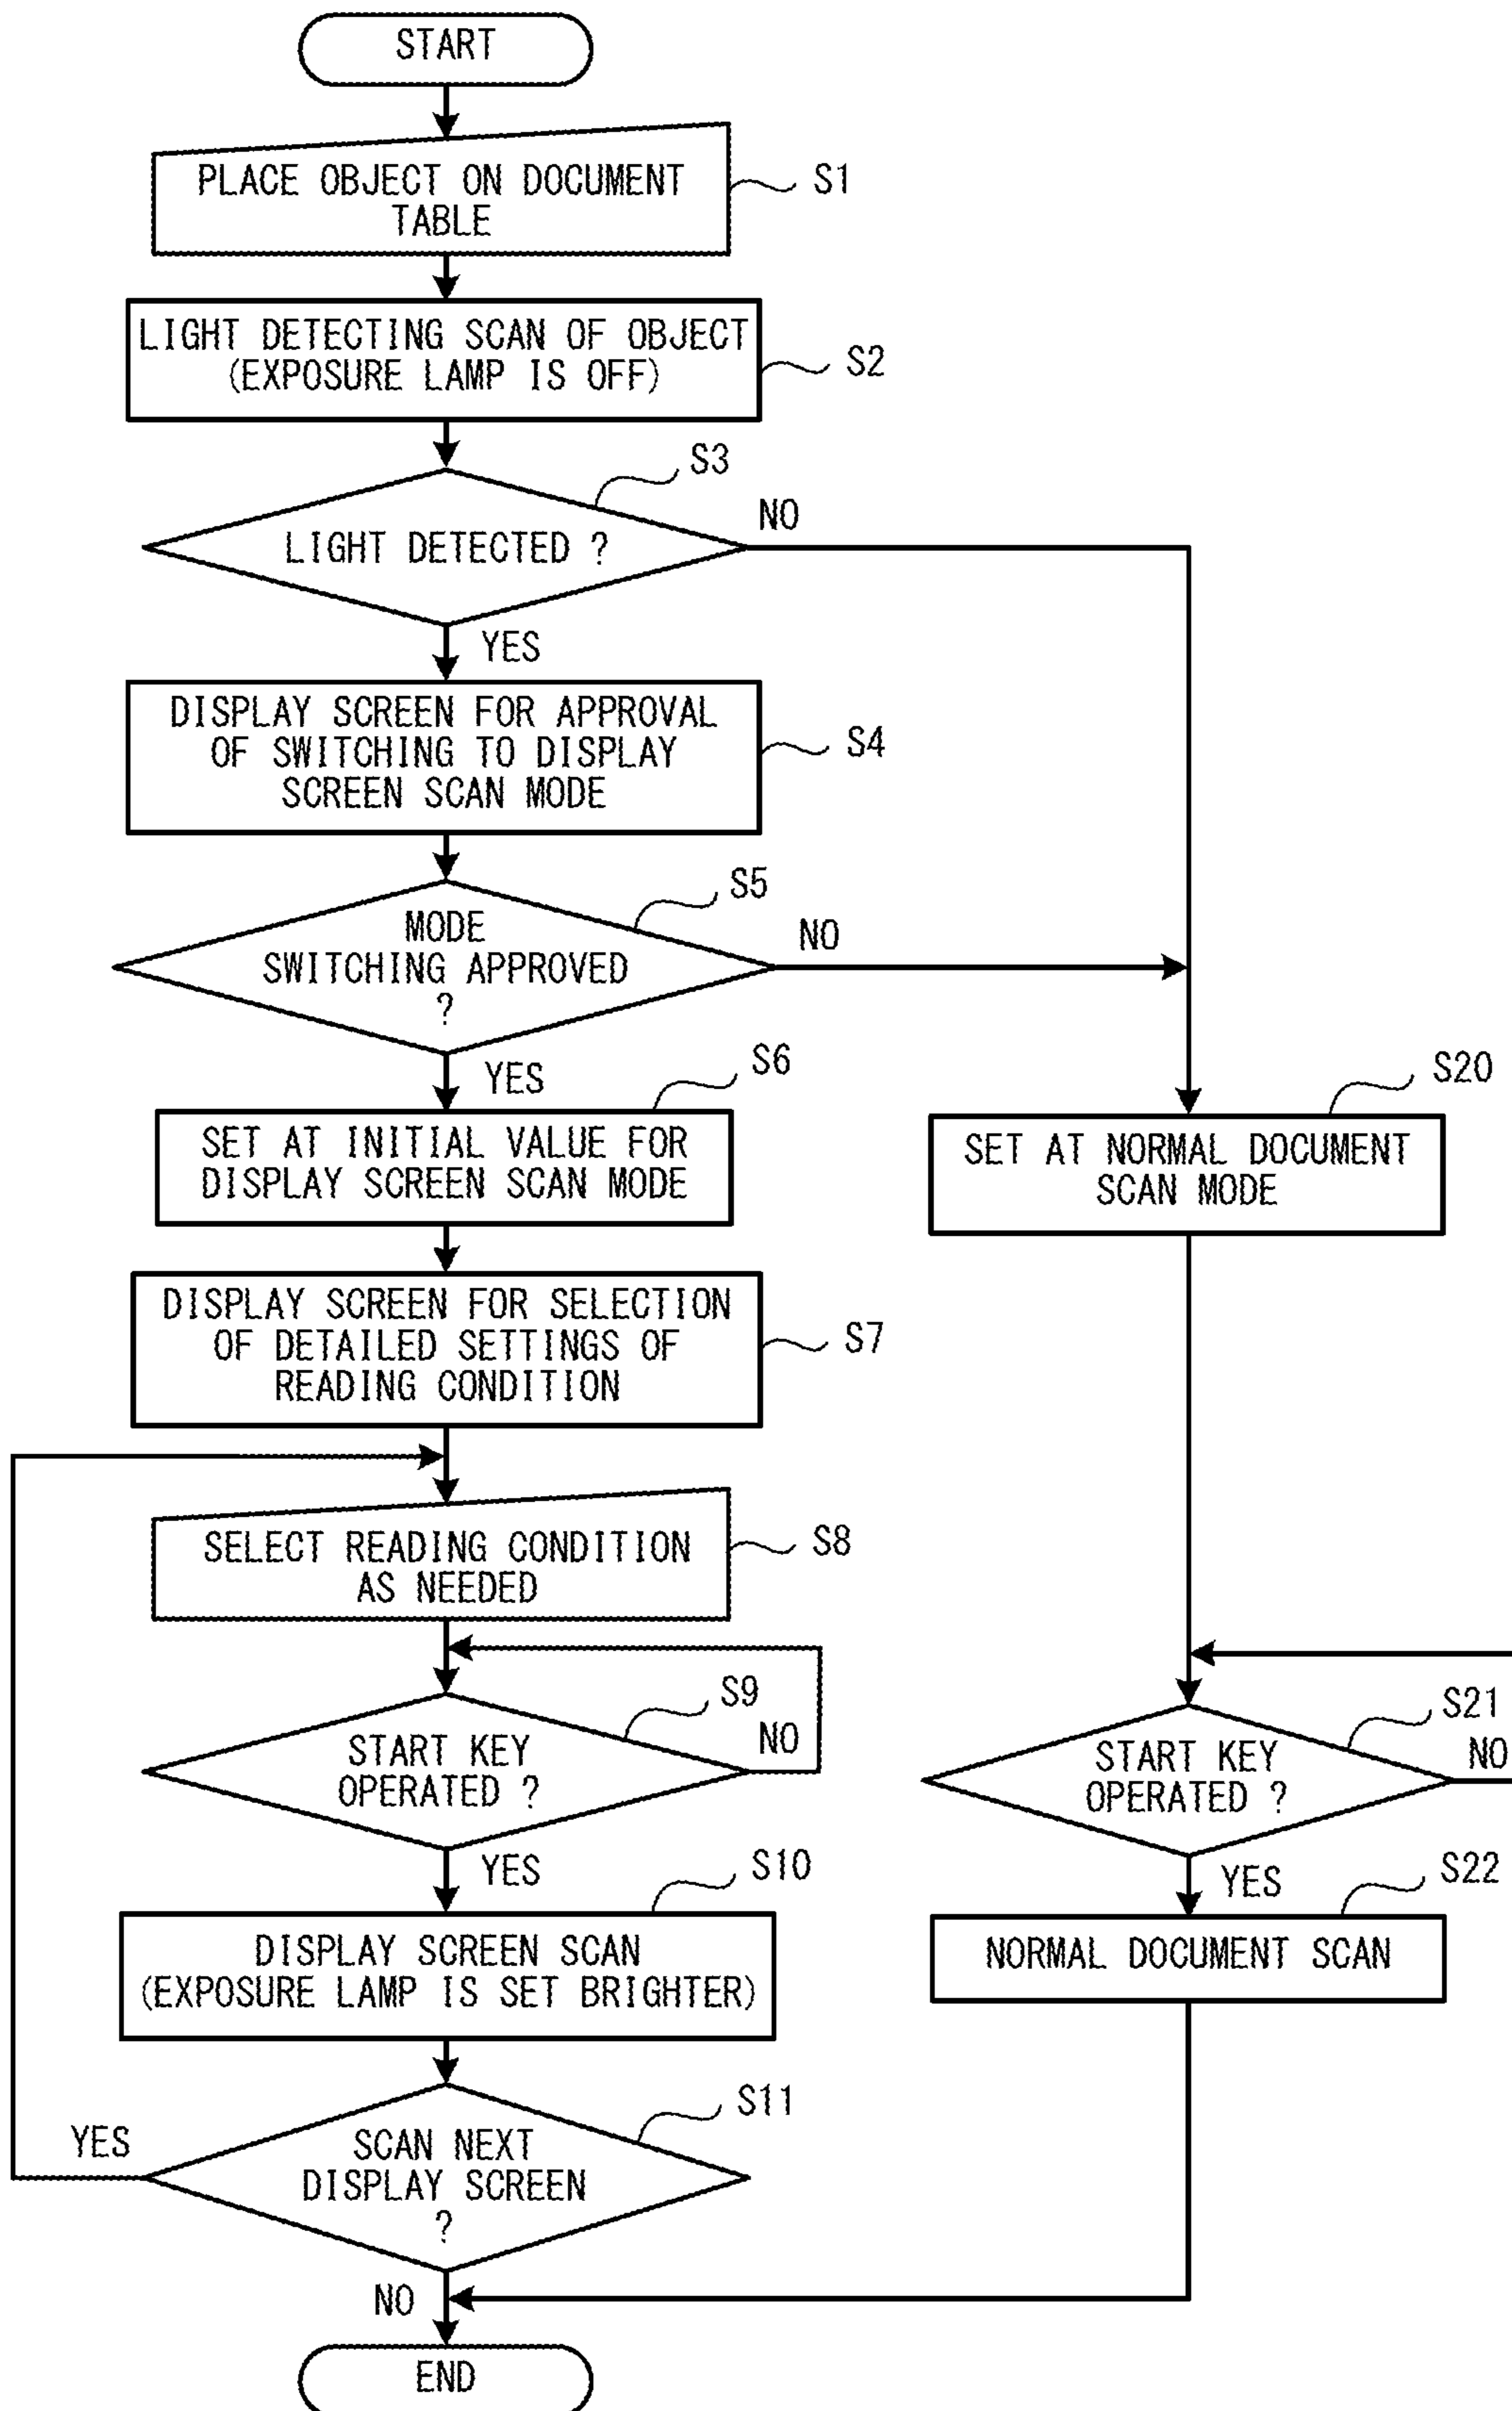 START
PLACE OBJECT ON DOCUMENT
TABLE
S1
LIGHT DETECTING SCAN OF OBJECT
(EXPOSURE LAMP IS OFF)
S2
S3
LIGHT DETECTED ?
NO
YES
DISPLAY SCREEN FOR APPROVAL
OF SWITCHING TO DISPLAY
SCREEN SCAN MODE
S4
S5
MODE
SWITCHING APPROVED
?
NO
YES
S6
SET AT INITIAL VALUE FOR
DISPLAY SCREEN SCAN MODE
S20
SET AT NORMAL DOCUMENT
SCAN MODE
DISPLAY SCREEN FOR SELECTION
OF DETAILED SETTINGS OF
READING CONDITION
S7
SELECT READING CONDITION
AS NEEDED
S8
S9
START KEY
OPERATED ?
NO
YES
S21
START KEY
OPERATED ?
NO
YES
S10
DISPLAY SCREEN SCAN
(EXPOSURE LAMP IS SET BRIGHTER)
S22
NORMAL DOCUMENT SCAN
S11
SCAN NEXT
DISPLAY SCREEN
?
YES
NO
END